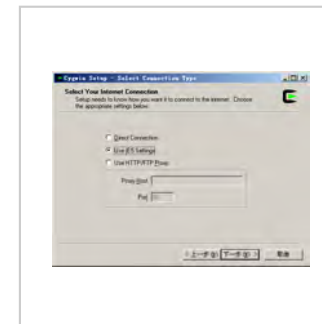 Cygwin Setup - Select Connection Type
Select Your Internet Connection
Setup needs to know how you want it to connect to the internet. Choose
the appropriate settings below.
Direct Connection
Use IE5 Settings
Use HTTP/FTP Proxy:
Proxy Host
Port
< 上一步(B) 下一步(N) > 取消